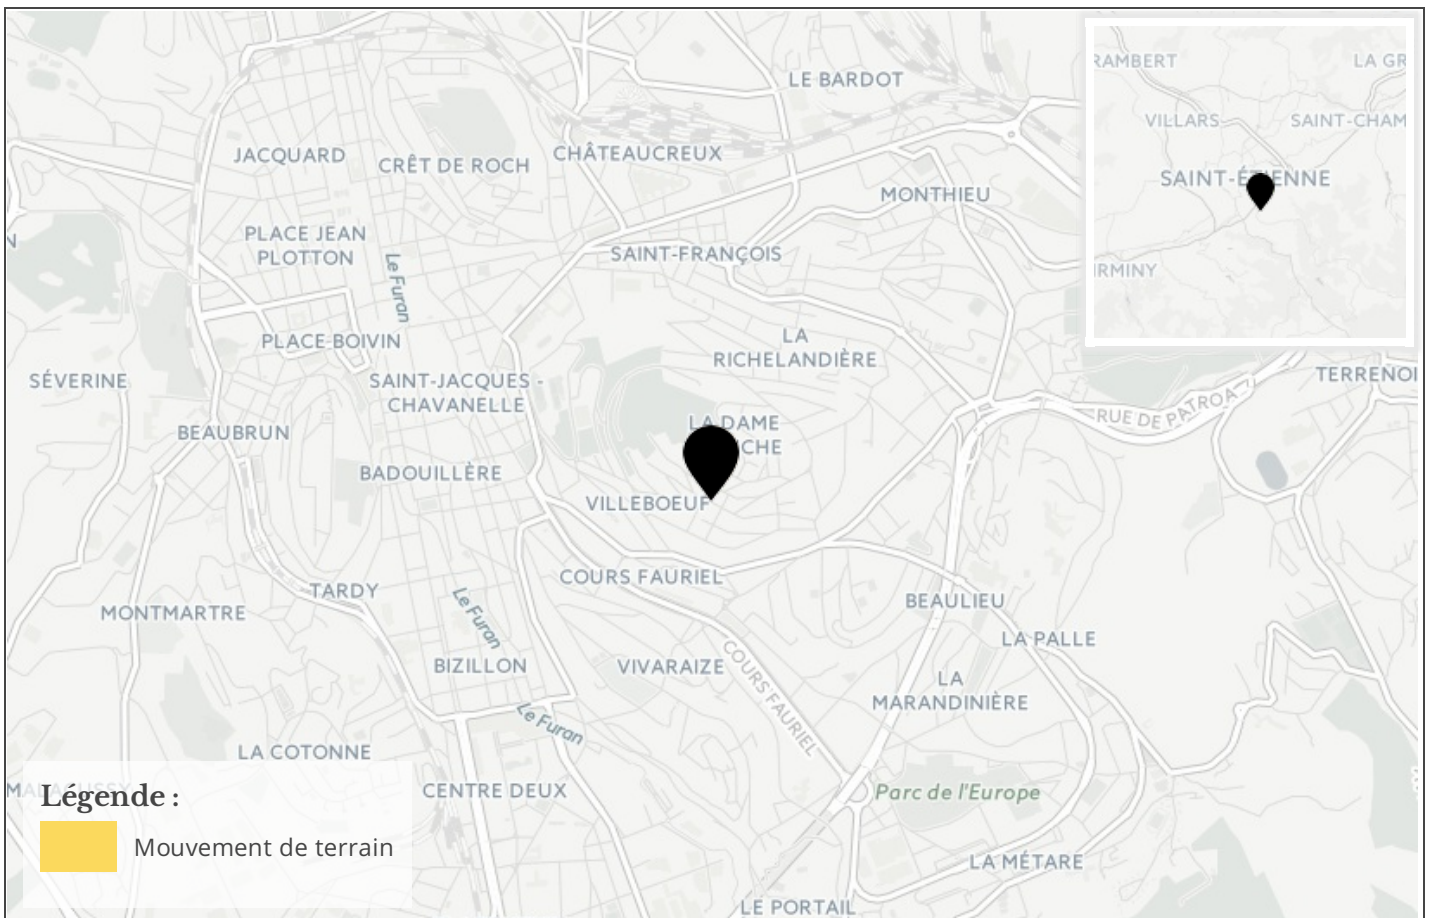 LE BARDOT
JACQUARD
CRÊT DE ROCH
CHÂTEAUCREUX
MONTHIEU
PLACE JEAN
PLOTTON
Le Furan
SAINT-FRANÇOIS
PLACE BOIVIN
LA
RICHELANDIÈRE
SÉVERINE
SAINT-JACQUES -
CHAVANELLE
BEAUBRUN
LA DAME
CHE
BADOUILLÈRE
VILLEBOEUF
RUE DE PATROA
TERRENOI
COURS FAURIEL
TARDY
MONTMARTRE
Le Furan
BEAULIEU
LA PALLE
BIZILLON
VIVARAIZE
COURS FAURIEL
LA
MARANDINIÈRE
Le Furan
LA COTONNE
CENTRE DEUX
Parc de l'Europe
LA MÉTARE
LE PORTAIL
RAMBERT
LA GR
VILLARS
SAINT-CHAM
SAINT-ÉTIENNE
IRMINY
Légende :
Mouvement de terrain